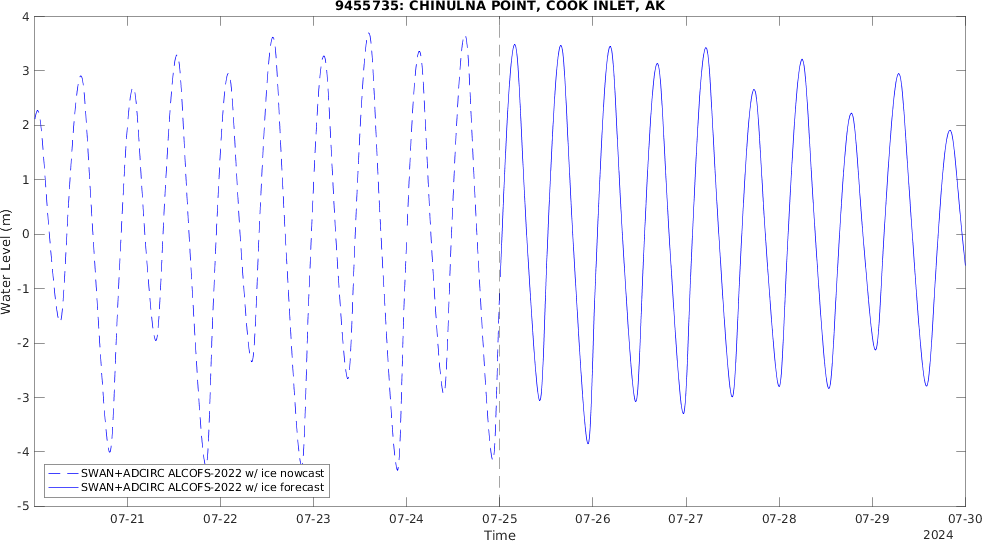 9455735: CHINULNA POINT, COOK INLET, AK
4
3
2
1
0
-1
-2
-3
-4
-5
Water Level (m)
SWAN+ADCIRC ALCOFS-2022 w/ ice nowcast
SWAN+ADCIRC ALCOFS-2022 w/ ice forecast
07-21 07-22 07-23 07-24 07-25 07-26 07-27 07-28 07-29 07-30
Time
2024